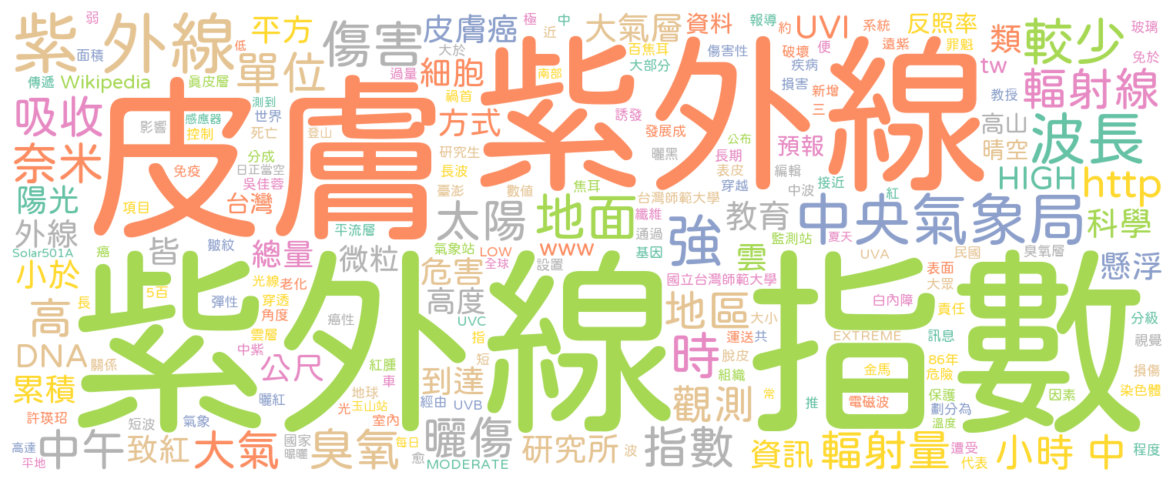 弱 紫外線 平方 傷害 皮膚癌 極 中 大氣層 資料 報導 約 UVI 系統 反照率 類 較少 玻璃
面積 低 單位 近 百焦耳 傷害性 破壞 便 遠紫 罪魁
傳遞 Wikipedia 真皮層 過量 細胞 大於 南部 大部分 疾病 損害 新增 三 tw 輻射線 免於
吸收 測到 世界 禍首 誘發 教授
影響 感應器 控制 死亡 登山 方式 發展成 公布 預報 高山 波長
奈米 皮膚 紫外線 分成 日正當空 研究生 曬黑 長期 編輯 晴空
免疫 吳佳蓉 長波 焦耳 表皮 穿越 中波 接近 紅 HIGH http
陽光 項目 台灣 臺澎 數值 台灣師範大學
外線 平流層 太陽 地面 纖維 通過 強 教育 中央氣象局 科學
Solar501A 癌 皺紋 皆 總量 微粒 氣象站 LOW 全球 www 設置 基因 雲 監測站 夏天 UVA 民國 臭氧層 懸浮
小於 長 5百 彈性 光線 老化 穿透 角度 危害 國立台灣師範大學 表面 大眾
高 紫外線指數 雲層 癌性 高度 UVC 指 地區 大小 白內障 責任 分級
DNA 關係 中紫 公尺 紅腫 車 短 時 運送 共 EXTREME 訊息 視覺
累積 曬紅 地球 玉山站 光 室內 到達 脫皮 組織 金馬 86年 危險 損傷
許瑛玿 短波 氣象 經由 UVB 觀測 常 推 電磁波 保護 劃分為 溫度 因素 染色體
高達 平地 中午 致紅 大氣 國家 曝曬 臭氧 每日 愈 曬傷 MODERATE 研究所 波 指數 資訊 輻射量 遭受 代表 小時 中 程度